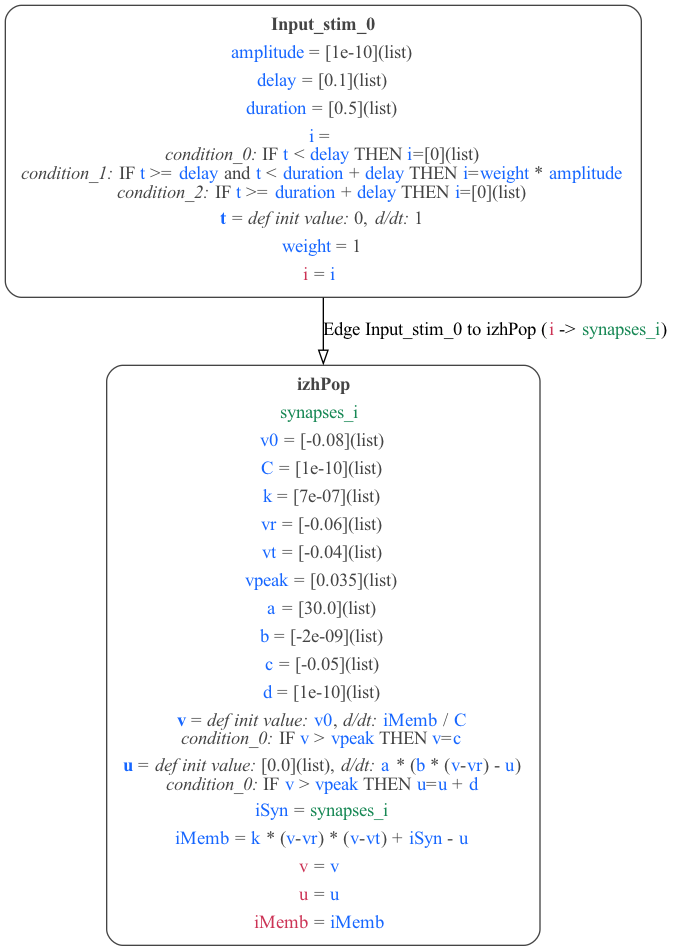 Input_stim_0
amplitude = [1e-10](list)
delay = [0.1](list)
duration = [0.5](list)
i =
condition_0: IF t < delay THEN i=[0](list)
condition_1: IF t >= delay and t < duration + delay THEN i=weight * amplitude
condition_2: IF t >= duration + delay THEN i=[0](list)
t = def init value: 0, d/dt: 1
weight = 1
i = i
Edge Input_stim_0 to izhPop (i -> synapses_i)
izhPop
synapses_i
v0 = [-0.08](list)
C = [1e-10](list)
k = [7e-07](list)
vr = [-0.06](list)
vt = [-0.04](list)
vpeak = [0.035](list)
a = [30.0](list)
b = [-2e-09](list)
c = [-0.05](list)
d = [1e-10](list)
v = def init value: v0, d/dt: iMemb / C
condition_0: IF v > vpeak THEN v=c
u = def init value: [0.0](list), d/dt: a * (b * (v-vr) - u)
condition_0: IF v > vpeak THEN u=u + d
iSyn = synapses_i
iMemb = k * (v-vr) * (v-vt) + iSyn - u
v = v
u = u
iMemb = iMemb